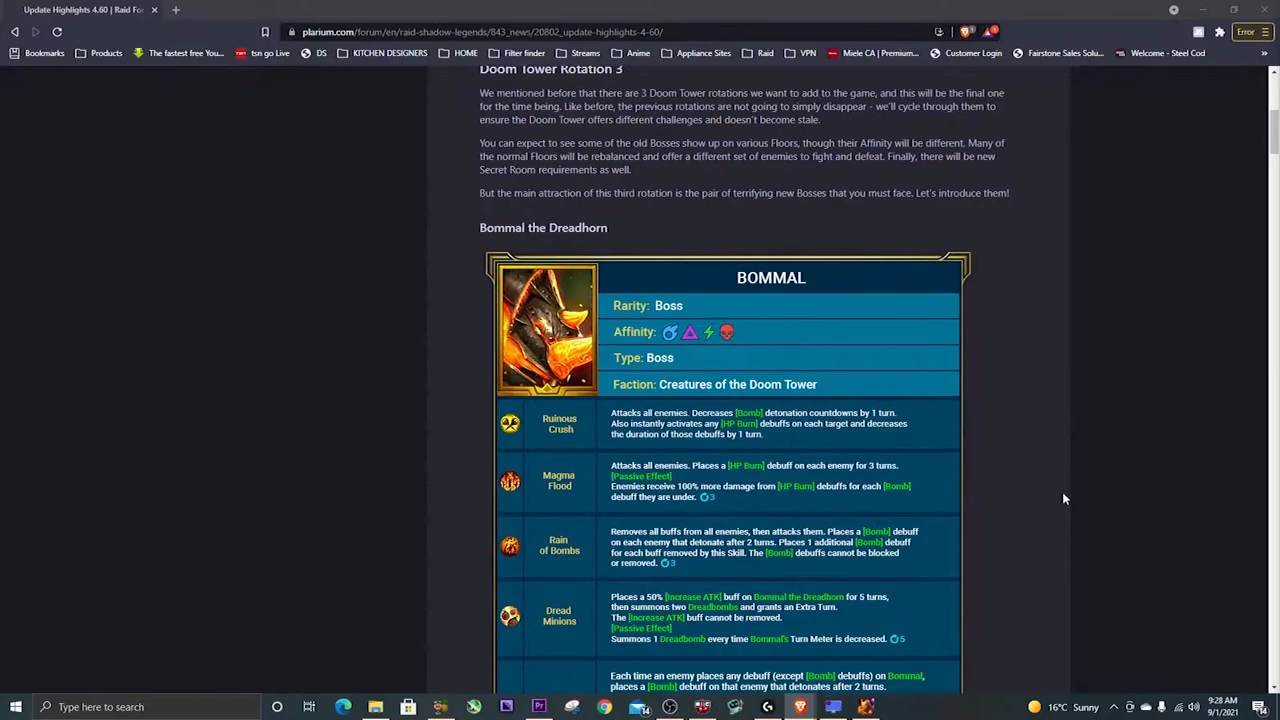 Update Highlights 4.60 | Raid Fo
plarium.com/forum/en/raid-shadow-legends/843_news/20802_update-highlights-4-60/
Error
Bookmarks
Products
The fastest free You...
tsn go Live
DS
KITCHEN DESIGNERS
HOME
Filter finder
Streams
Anime
Appliance Sites
Raid
VPN
Miele CA | Premium...
Customer Login
Fairstone Sales Solu...
Welcome - Steel Cod
Doom Tower Rotation 3
We mentioned before that there are 3 Doom Tower rotations we want to add to the game, and this will be the final one
for the time being. Like before, the previous rotations are not going to simply disappear - we'll cycle through them to
ensure the Doom Tower offers different challenges and doesn't become stale.
You can expect to see some of the old Bosses show up on various Floors, though their Affinity will be different. Many of
the normal Floors will be rebalanced and offer a different set of enemies to fight and defeat. Finally, there will be new
Secret Room requirements as well.
But the main attraction of this third rotation is the pair of terrifying new Bosses that you must face. Let's introduce them!
Bommal the Dreadhorn
BOMMAL
Rarity: Boss
Affinity:
Type: Boss
Faction: Creatures of the Doom Tower
Ruinous
Crush
Attacks all enemies. Decreases [Bomb] detonation countdowns by 1 turn.
Also instantly activates any [HP Burn] debuffs on each target and decreases
the duration of those debuffs by 1 turn.
Magma
Flood
Attacks all enemies. Places a [HP Burn] debuff on each enemy for 3 turns.
[Passive Effect]
Enemies receive 100% more damage from [HP Burn] debuffs for each [Bomb]
debuff they are under. 3
Rain
of Bombs
Removes all buffs from all enemies, then attacks them. Places a [Bomb] debuff
on each enemy that detonate after 2 turns. Places 1 additional [Bomb] debuff
for each buff removed by this Skill. The [Bomb] debuffs cannot be blocked
or removed. 3
Dread
Minions
Places a 50% [Increase ATK] buff on Bommal the Dreadhorn for 5 turns,
then summons two Dreadbombs and grants an Extra Turn.
The [Increase ATK] buff cannot be removed.
[Passive Effect]
Summons 1 Dreadbomb every time Bommal's Turn Meter is decreased. 5
Each time an enemy places any debuff (except [Bomb] debuffs) on Bommal,
places a [Bomb] debuff on that enemy that detonates after 2 turns.
Type here to search
16°C Sunny
9:28 AM
9/1/2021